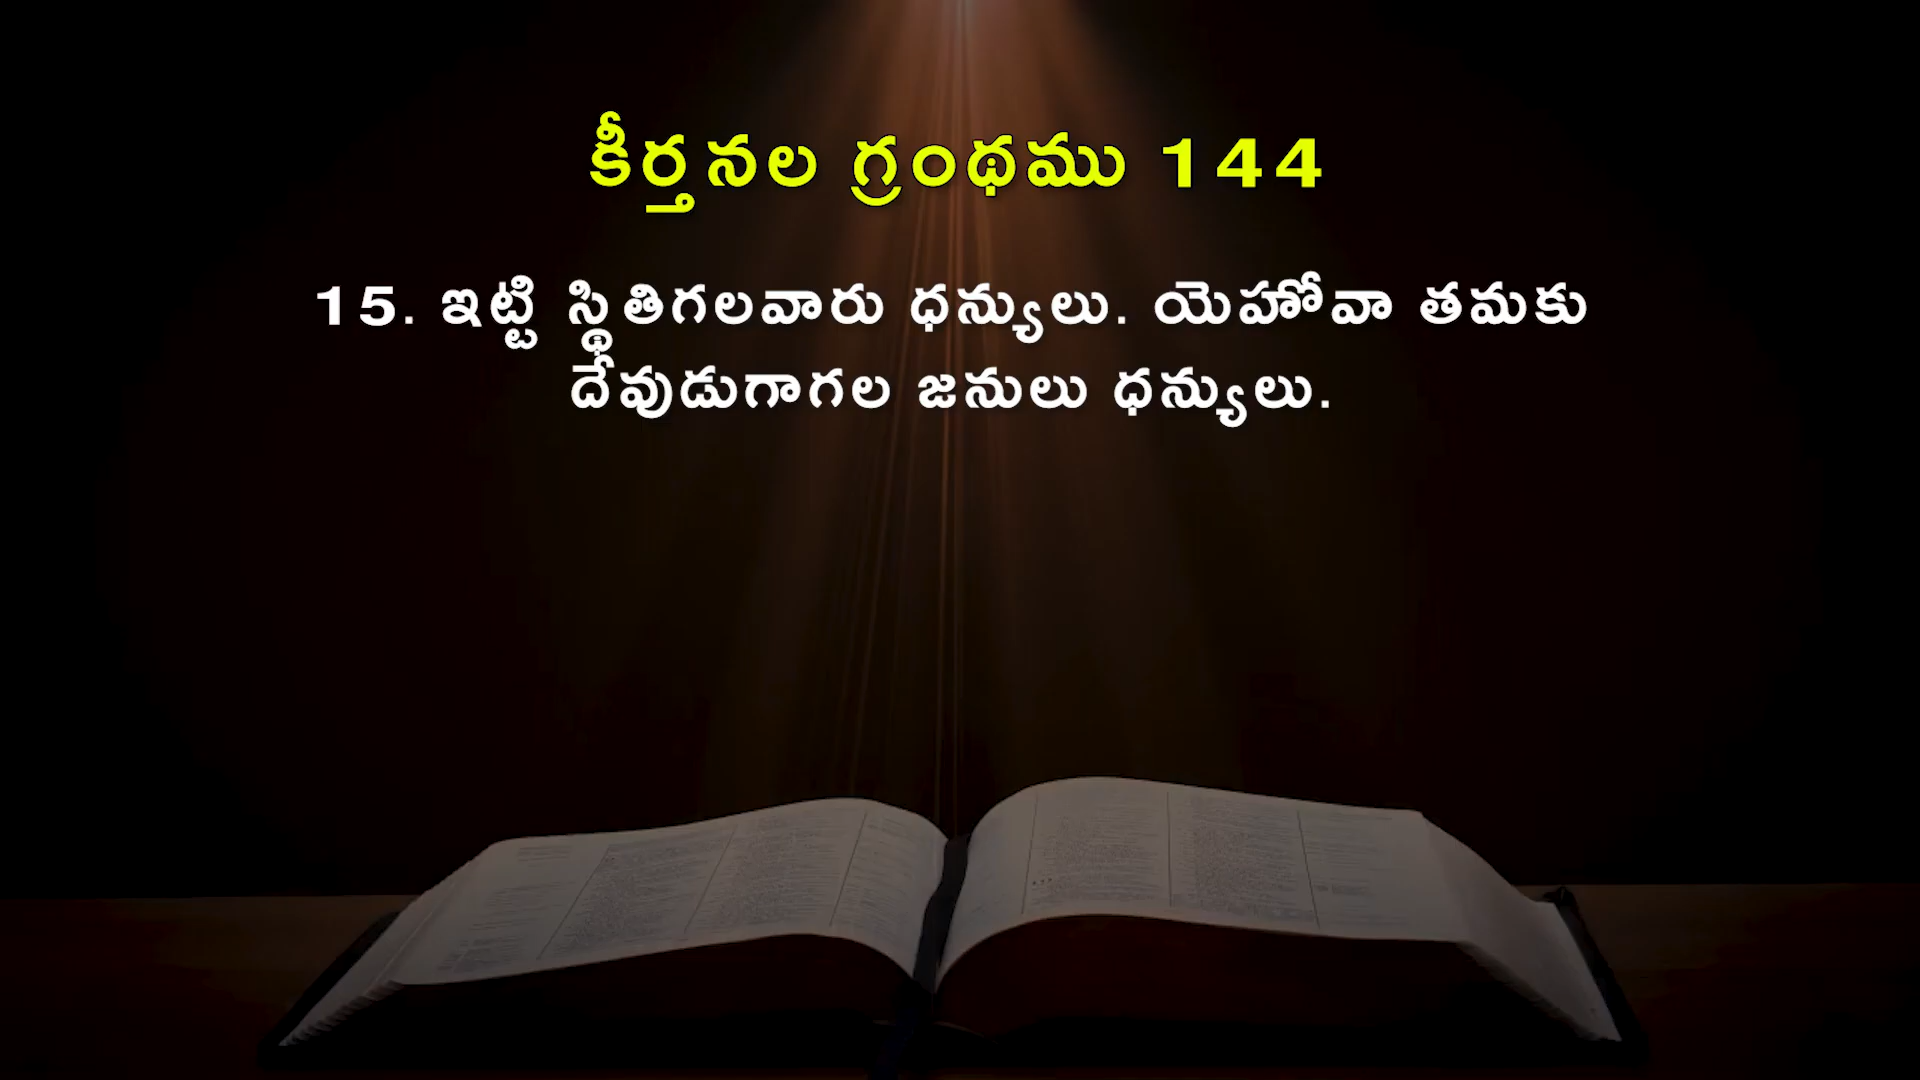 కీర్తనల గ్రంథము 144
15. ఇట్టి స్థితిగలవారు ధన్యులు. యెహోవా తమకు
దేవుడుగాగల జనులు ధన్యులు.